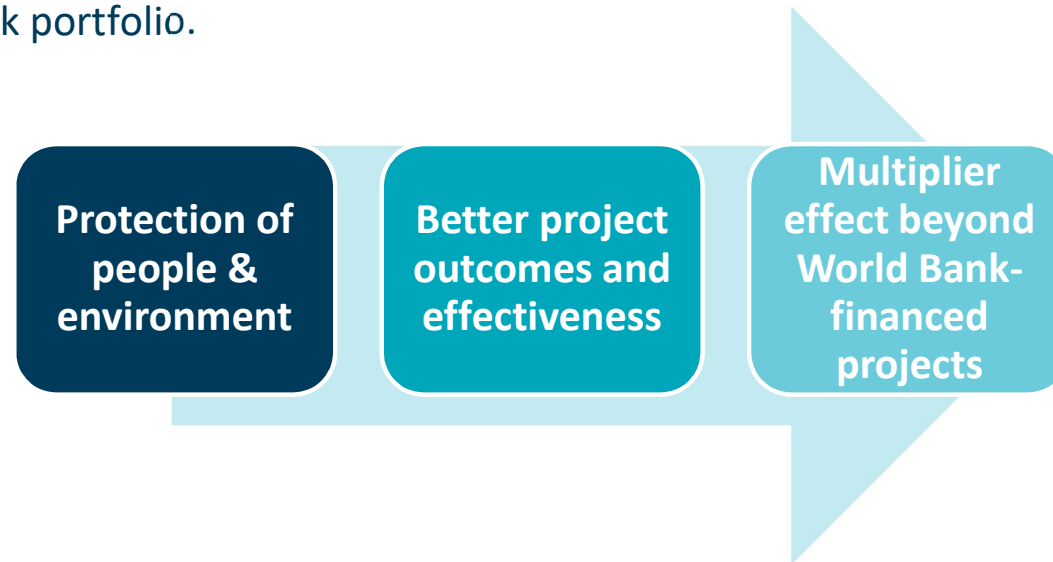 k portfolio.
Protection of
people &
environment
Better project
outcomes and
effectiveness
Multiplier
effect beyond
World Bank-
financed
projects